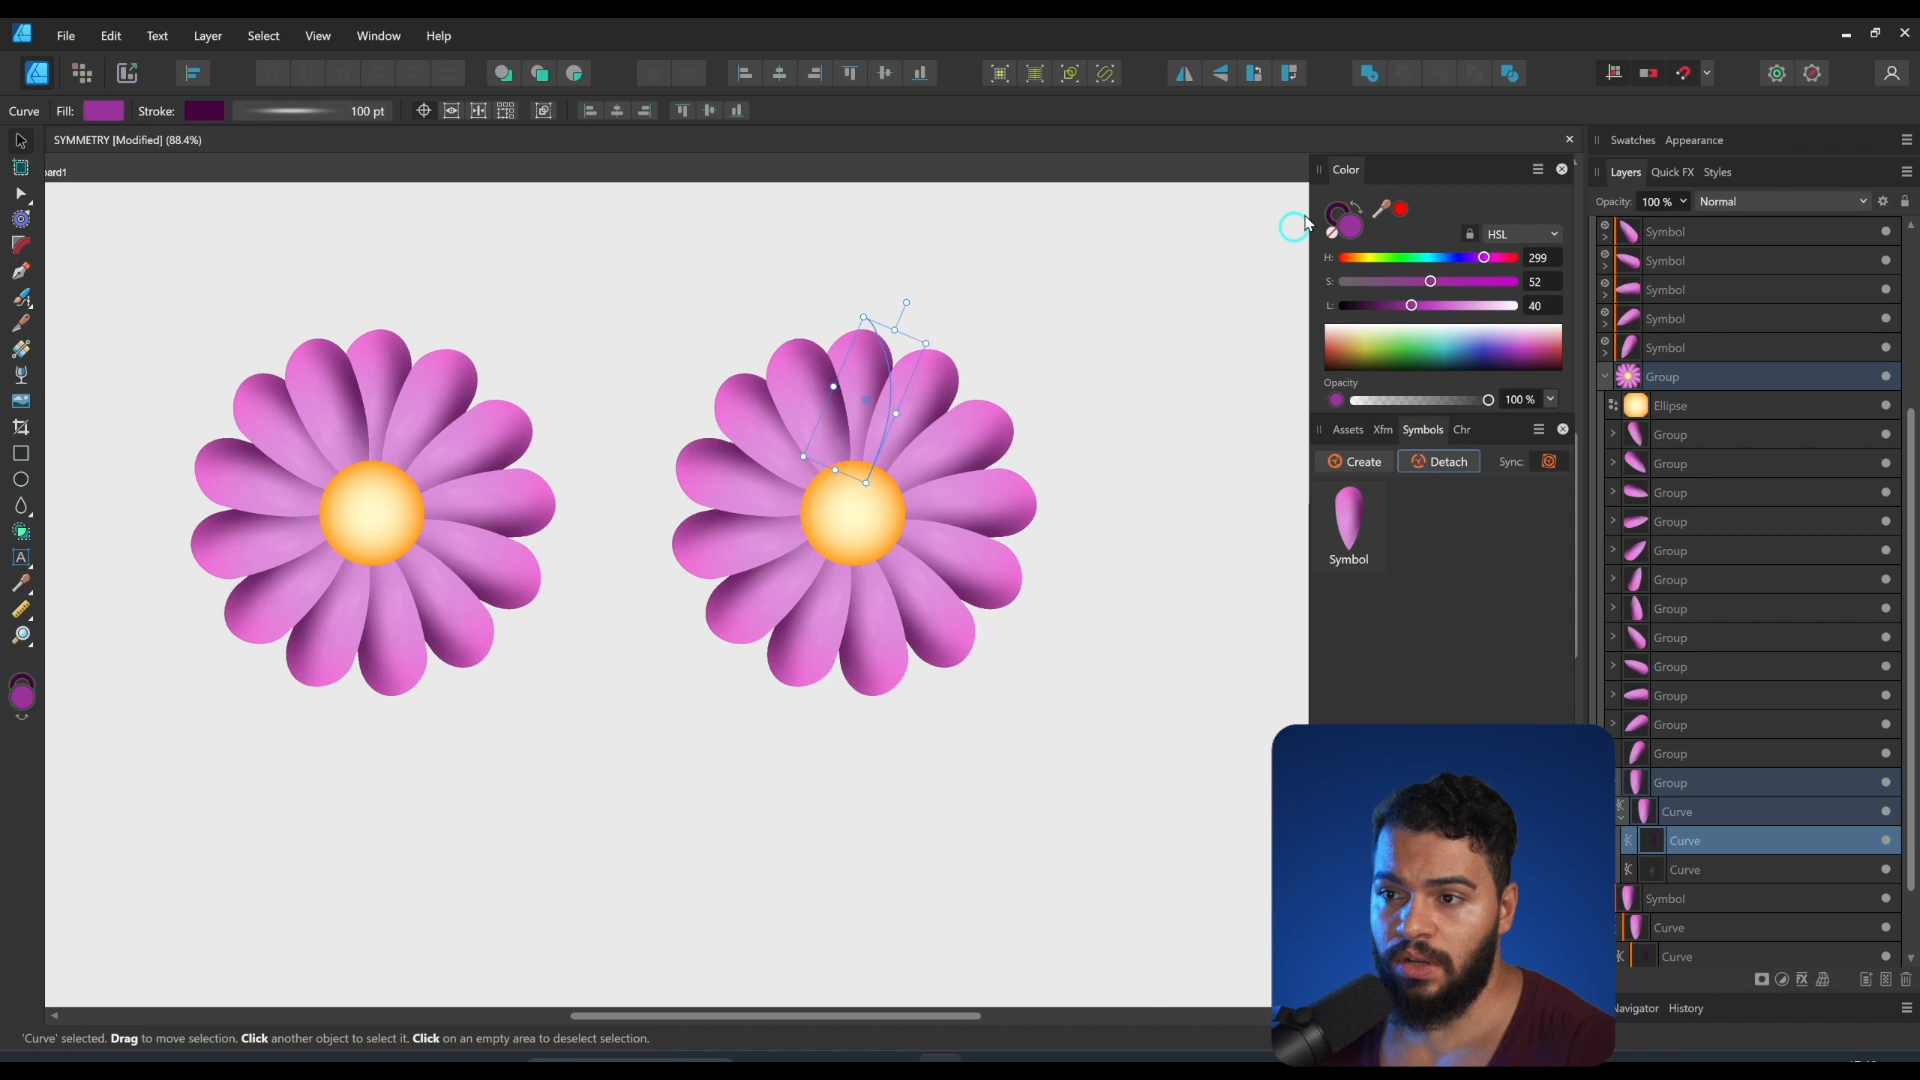 File Edit Text Layer Select View Window Help
Curve Fill: Stroke: 100 pt
SYMMETRY [Modified] (88.4%)
ard1
Color
HSL
H: 299
S: 52
L: 40
Opacity
100 %
Assets Xfm Symbols Chr
Create Detach Sync:
Symbol
Swatches Appearance
Layers Quick FX Styles
Opacity: 100 % Normal
Symbol
Symbol
Symbol
Symbol
Symbol
Group
Ellipse
Group
Group
Group
Group
Group
Group
Group
Group
Group
Group
Group
Group
Group
Curve
Curve
Curve
Symbol
Curve
Curve
Navigator History
'Curve' selected. Drag to move selection. Click another object to select it. Click on an empty area to deselect selection.